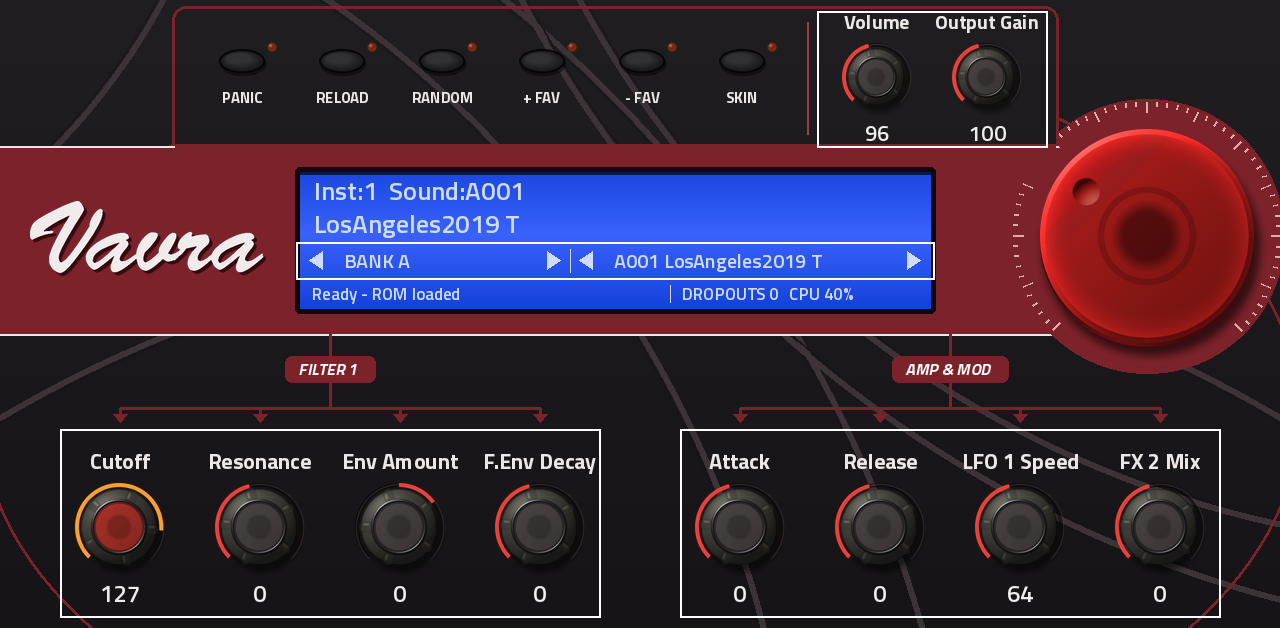 Volume Output Gain
PANIC RELOAD RANDOM + FAV - FAV SKIN
96 100
Vavra
Inst:1 Sound:A001
LosAngeles2019 T
BANK A A001 LosAngeles2019 T
Ready - ROM loaded DROPOUTS 0 CPU 40%
FILTER 1 AMP & MOD
Cutoff Resonance Env Amount F.Env Decay Attack Release LFO 1 Speed FX 2 Mix
127 0 0 0 0 0 64 0